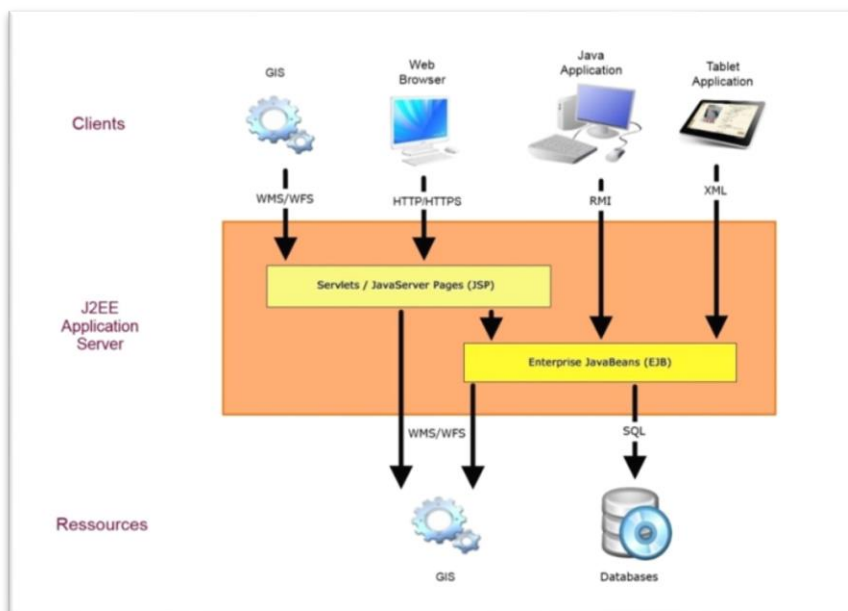 GIS
Web
Browser
Java
Application
Tablet
Application
Clients
WMS/WFS
HTTP/HTTPS
RMI
XML
Servlets / JavaServer Pages (JSP)
J2EE
Application
Server
Enterprise JavaBeans (EJB)
WMS/WFS
SQL
Ressources
GIS
Databases